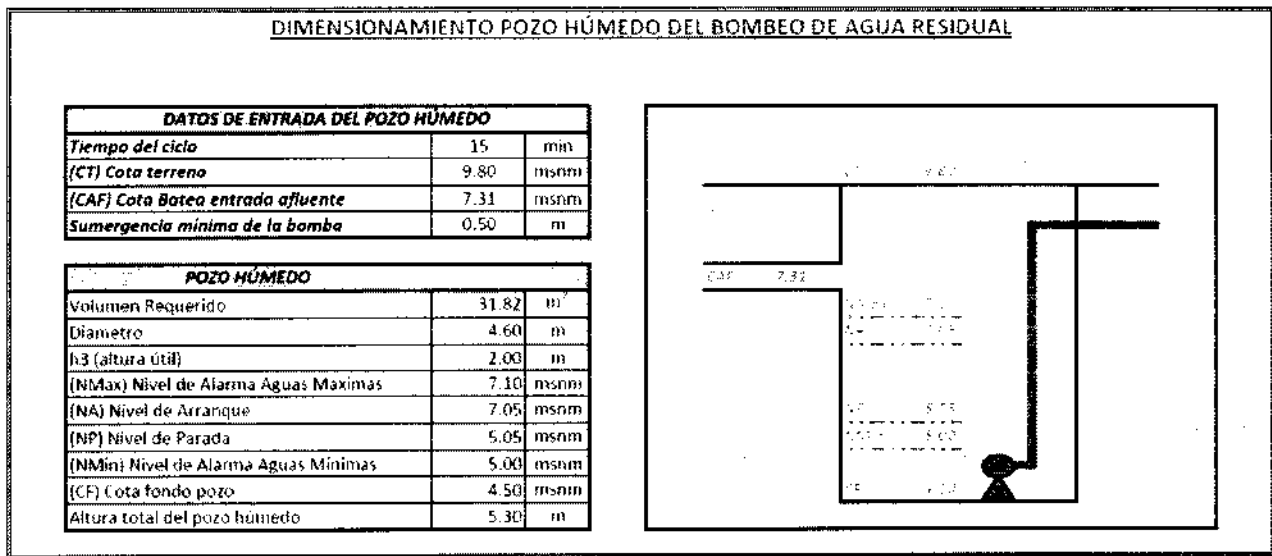 DIMENSIONAMIENTO POZO HÚMEDO DEL BOMBEO DE AGUA RESIDUAL
DATOS DE ENTRADA DEL POZO HÚMEDO
Tiempo del ciclo 15 min
(CT) Cota terreno 9.80 msnm
(CAF) Cota Batea entrada afluente 7.31 msnm
Sumergencia mínima de la bomba 0.50 m
POZO HÚMEDO
Volumen Requerido 31.82 m³
Diametro 4.60 m
h3 (altura útil) 2.00 m
(NMax) Nivel de Alarma Aguas Maximas 7.10 msnm
(NA) Nivel de Arranque 7.05 msnm
(NP) Nivel de Parada 5.05 msnm
(NMin) Nivel de Alarma Aguas Mínimas 5.00 msnm
(CF) Cota fondo pozo 4.50 msnm
Altura total del pozo húmedo 5.30 m
CAF 7.31